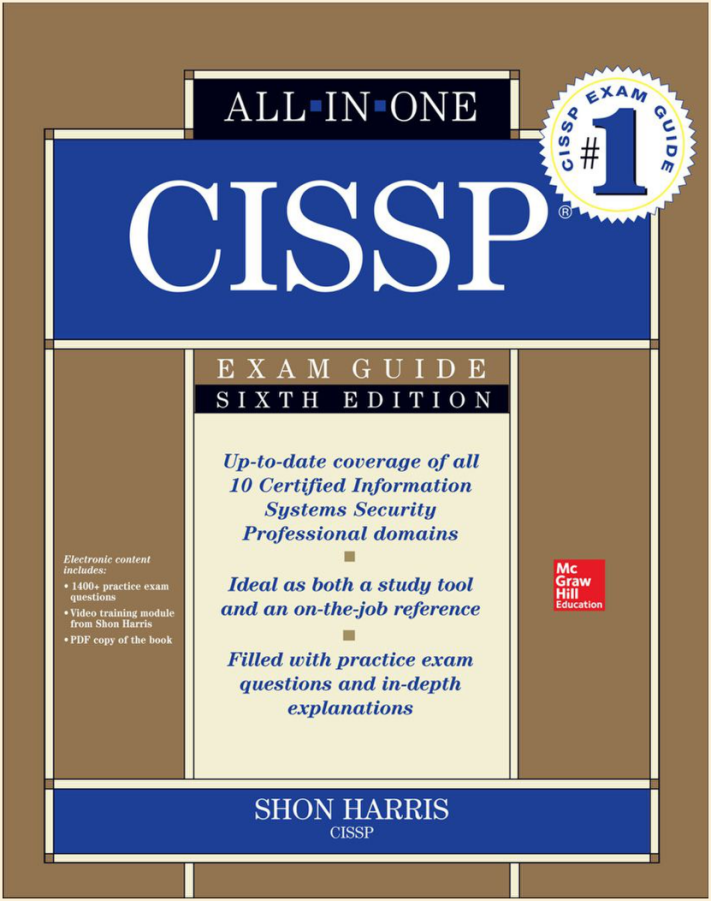 ALL▪IN▪ONE
CISSP EXAM GUIDE
#1
CISSP®
EXAM GUIDE
SIXTH EDITION
Up-to-date coverage of all
10 Certified Information
Systems Security
Professional domains
Ideal as both a study tool
and an on-the-job reference
Filled with practice exam
questions and in-depth
explanations
Electronic content
includes:
• 1400+ practice exam
questions
• Video training module
from Shon Harris
• PDF copy of the book
Mc
Graw
Hill
Education
SHON HARRIS
CISSP